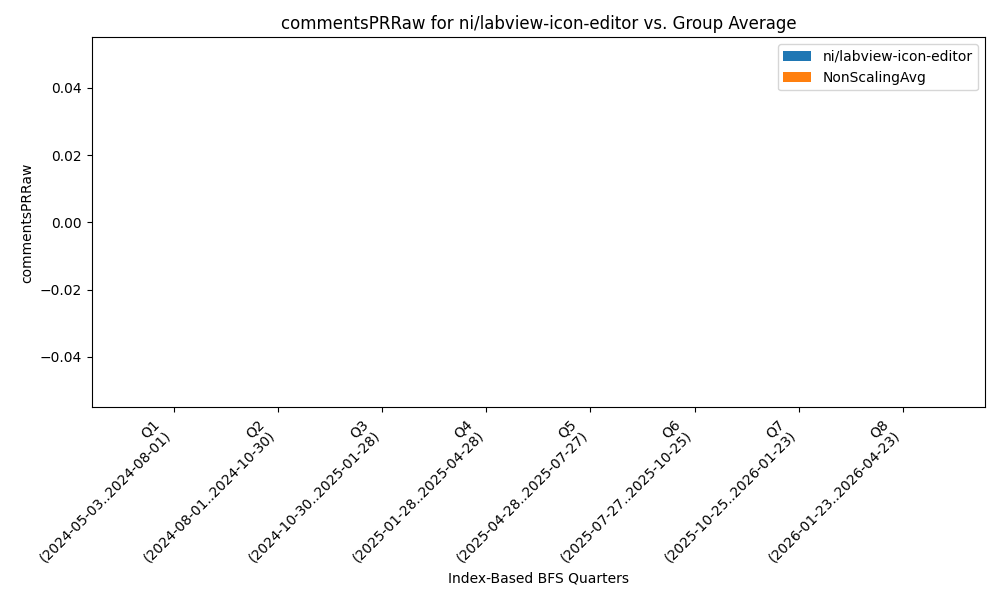 commentsPRRaw for ni/labview-icon-editor vs. Group Average
ni/labview-icon-editor
NonScalingAvg
0.04
0.02
0.00
−0.02
−0.04
commentsPRRaw
Q1
(2024-05-03..2024-08-01)
Q2
(2024-08-01..2024-10-30)
Q3
(2024-10-30..2025-01-28)
Q4
(2025-01-28..2025-04-28)
Q5
(2025-04-28..2025-07-27)
Q6
(2025-07-27..2025-10-25)
Q7
(2025-10-25..2026-01-23)
Q8
(2026-01-23..2026-04-23)
Index-Based BFS Quarters